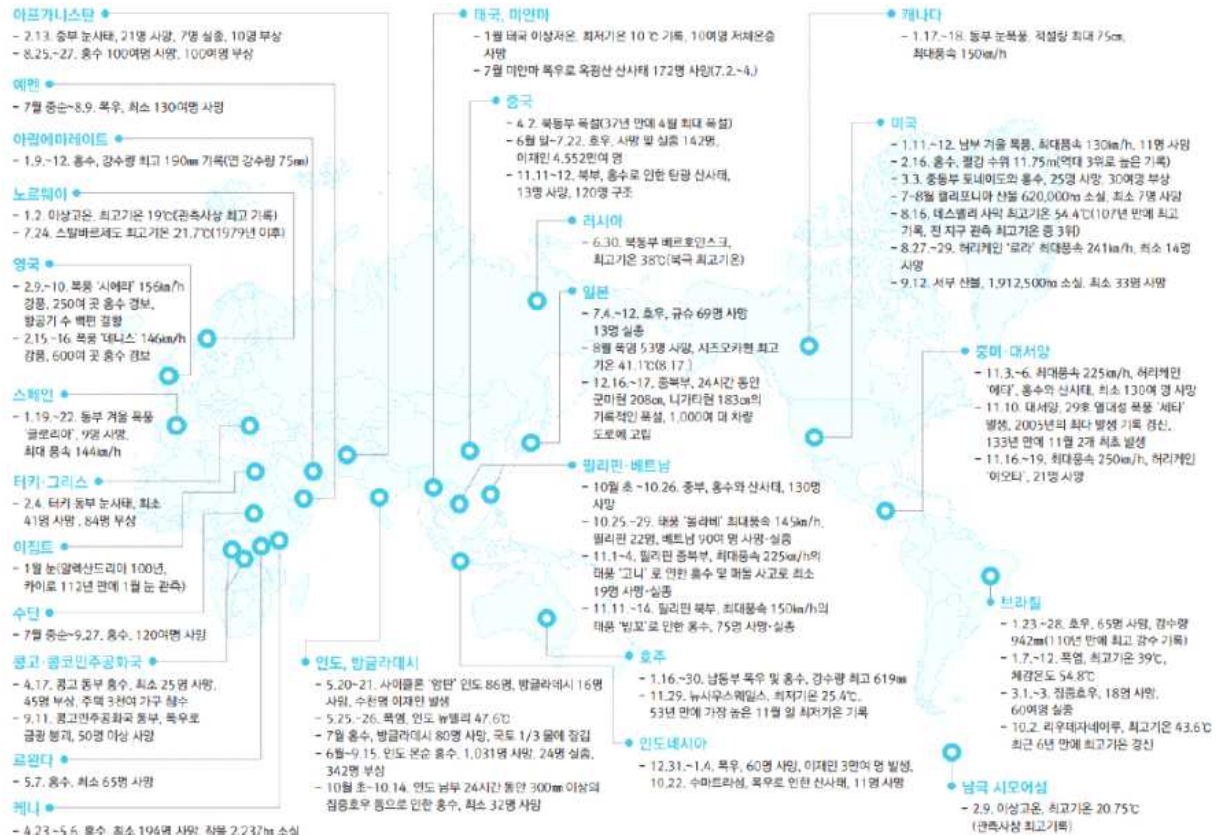 아프가니스탄
- 2.13. 중부 눈사태, 21명 사망, 7명 실종, 10명 부상
- 8.25.~27. 홍수 100여명 사망, 100여명 부상
예멘
- 7월 중순~8.9. 폭우, 최소 130여명 사망
아랍에미레이트
- 1.9.~12. 홍수, 강수량 최고 190㎜ 기록(연 강수량 75㎜)
노르웨이
- 1.2. 이상고온, 최고기온 19℃(관측사상 최고 기록)
- 7.24. 스발바르제도 최고기온 21.7℃(1979년 이후)
영국
- 2.9.~10. 폭풍 '시에라' 156㎞/h
강풍, 250여 곳 홍수 경보,
항공기 수 백편 결항
- 2.15.~16. 폭풍 '데니스' 146㎞/h
강풍, 600여 곳 홍수 경보
스페인
- 1.19.~22. 동부 겨울 폭풍
'글로리아', 9명 사망,
최대 풍속 144㎞/h
터키·그리스
- 2.4. 터키 동부 눈사태, 최소
41명 사망, 84명 부상
이집트
- 1월 눈(알렉산드리아 100년,
카이로 112년 만에 1월 눈 관측)
수단
- 7월 중순~9.27. 홍수, 120여명 사망
콩고·콩고민주공화국
- 4.17. 콩고 동부 홍수, 최소 25명 사망,
45명 부상, 주택 3천여 가구 침수
- 9.11. 콩고민주공화국 동부, 폭우로
금광 붕괴, 50명 이상 사망
르완다
- 5.7. 홍수, 최소 65명 사망
케냐
- 4.23.~5.6. 홍수, 최소 194명 사망, 작물 2,237㏊ 소실
태국, 미얀마
- 1월 태국 이상저온, 최저기온 10℃ 기록, 10여명 저체온증
사망
- 7월 미얀마 폭우로 옥광산 산사태 172명 사망(7.2.~4.)
중국
- 4.2. 북동부 폭설(37년 만에 4월 최대 폭설)
- 6월 말~7.22. 호우, 사망 및 실종 142명,
이재민 4,552만여 명
- 11.11~12. 북부, 홍수로 인한 탄광 산사태,
13명 사망, 120명 구조
러시아
- 6.30. 북동부 베르호얀스크,
최고기온 38℃(북극 최고기온)
일본
- 7.4.~12. 호우, 규슈 69명 사망
13명 실종
- 8월 폭염 53명 사망, 시즈오카현 최고
기온 41.1℃(8.17.)
- 12.16.~17. 중북부, 24시간 동안
군마현 208㎝, 니가타현 183㎝의
기록적인 폭설, 1,000여 대 차량
도로에 고립
필리핀·베트남
- 10월 초~10.26. 중부, 홍수와 산사태, 130명
사망
- 10.25.~29. 태풍 '몰라베' 최대풍속 145㎞/h,
필리핀 22명, 베트남 90여 명 사망·실종
- 11.1~4. 필리핀 중북부, 최대풍속 225㎞/h의
태풍 '고니'로 인한 홍수 및 매몰 사고로 최소
19명 사망·실종
- 11.11.~14. 필리핀 북부, 최대풍속 150㎞/h의
태풍 '밤꼬'로 인한 홍수, 75명 사망·실종
인도, 방글라데시
- 5.20~21. 사이클론 '암판' 인도 86명, 방글라데시 16명
사망, 수천명 이재민 발생
- 5.25.~26. 폭염, 인도 뉴델리 47.6℃
- 7월 홍수, 방글라데시 80명 사망, 국토 1/3 물에 잠김
- 6월~9.15. 인도 몬순 홍수, 1,031명 사망, 24명 실종,
342명 부상
- 10월 초~10.14. 인도 남부 24시간 동안 300㎜ 이상의
집중호우 등으로 인한 홍수, 최소 32명 사망
호주
- 1.16.~30. 남동부 폭우 및 홍수, 강수량 최고 619㎜
- 11.29. 뉴사우스웨일스, 최저기온 25.4℃,
53년 만에 가장 높은 11월 일 최저기온 기록
인도네시아
- 12.31.~1.4. 폭우, 60명 사망, 이재민 3만여 명 발생,
10.22. 수마트라섬, 폭우로 인한 산사태, 11명 사망
캐나다
- 1.17.~18. 동부 눈폭풍, 적설량 최대 75㎝,
최대풍속 150㎞/h
미국
- 1.11.~12. 남부 겨울 폭풍, 최대풍속 130㎞/h, 11명 사망
- 2.16. 홍수, 펄강 수위 11.75m(역대 3위로 높은 기록)
- 3.3. 중동부 토네이도와 홍수, 25명 사망, 30여명 부상
- 7~8월 캘리포니아 산불 620,000㏊ 소실, 최소 7명 사망
- 8.16. 데스밸리 사막 최고기온 54.4℃(107년 만에 최고
기록, 전 지구 관측 최고기온 중 3위)
- 8.27.~29. 허리케인 '로라' 최대풍속 241㎞/h, 최소 14명
사망
- 9.12. 서부 산불, 1,912,500㏊ 소실, 최소 33명 사망
중미·대서양
- 11.3.~6. 최대풍속 225㎞/h, 허리케인
'에타', 홍수와 산사태, 최소 130여 명 사망
- 11.10. 대서양, 29호 열대성 폭풍 '세타'
발생, 2005년의 최다 발생 기록 경신,
133년 만에 11월 2개 최초 발생
- 11.16.~19. 최대풍속 250㎞/h, 허리케인
'이오타', 21명 사망
브라질
- 1.23.~28. 호우, 65명 사망, 강수량
942㎜(110년 만에 최고 강수 기록)
- 1.7.~12. 폭염, 최고기온 39℃,
체감온도 54.8℃
- 3.1.~3. 집중호우, 18명 사망,
60여명 실종
- 10.2. 리우데자네이루, 최고기온 43.6℃
최근 6년 만에 최고기온 경신
남극 시모어섬
- 2.9. 이상고온, 최고기온 20.75℃
(관측사상 최고기록)